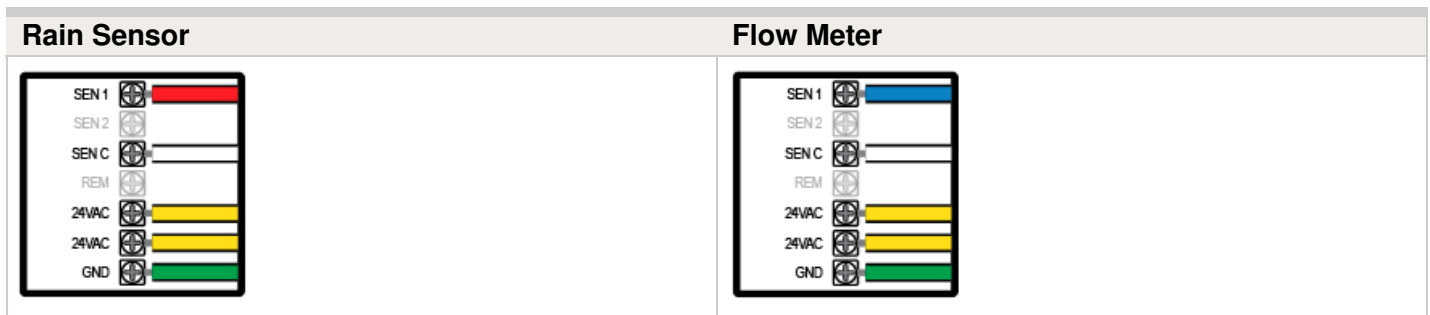 Rain Sensor
Flow Meter
SEN 1
SEN 2
SEN C
REM
24VAC
24VAC
GND
SEN 1
SEN 2
SEN C
REM
24VAC
24VAC
GND